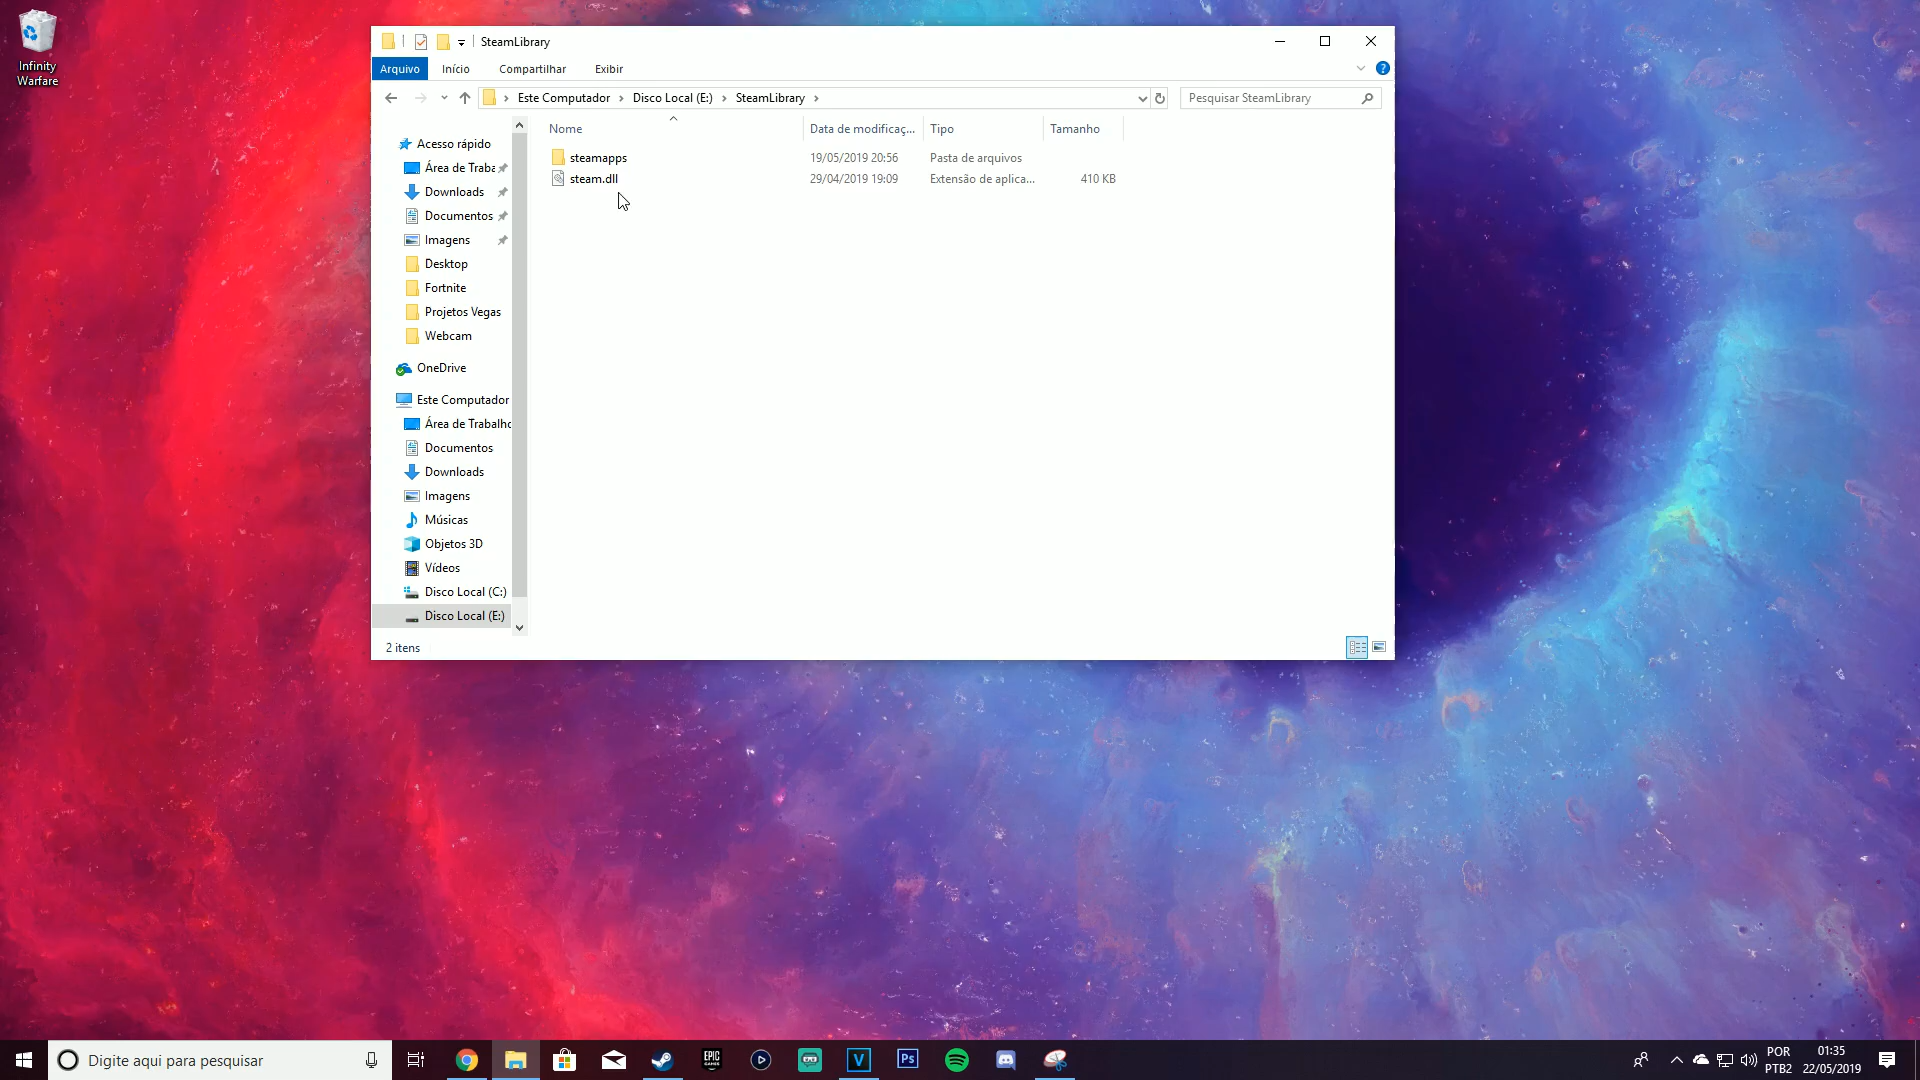 Infinity
Warfare
SteamLibrary
Arquivo
Início
Compartilhar
Exibir
Este Computador
Disco Local (E:)
SteamLibrary
Pesquisar SteamLibrary
Nome
Data de modificaç...
Tipo
Tamanho
steamapps
19/05/2019 20:56
Pasta de arquivos
steam.dll
29/04/2019 19:09
Extensão de aplica...
410 KB
Acesso rápido
Área de Traba
Downloads
Documentos
Imagens
Desktop
Fortnite
Projetos Vegas
Webcam
OneDrive
Este Computador
Área de Trabalho
Documentos
Downloads
Imagens
Músicas
Objetos 3D
Vídeos
Disco Local (C:)
Disco Local (E:)
2 itens
Digite aqui para pesquisar
EPIC
GAMES
V
Ps
POR
PTB2
01:35
22/05/2019